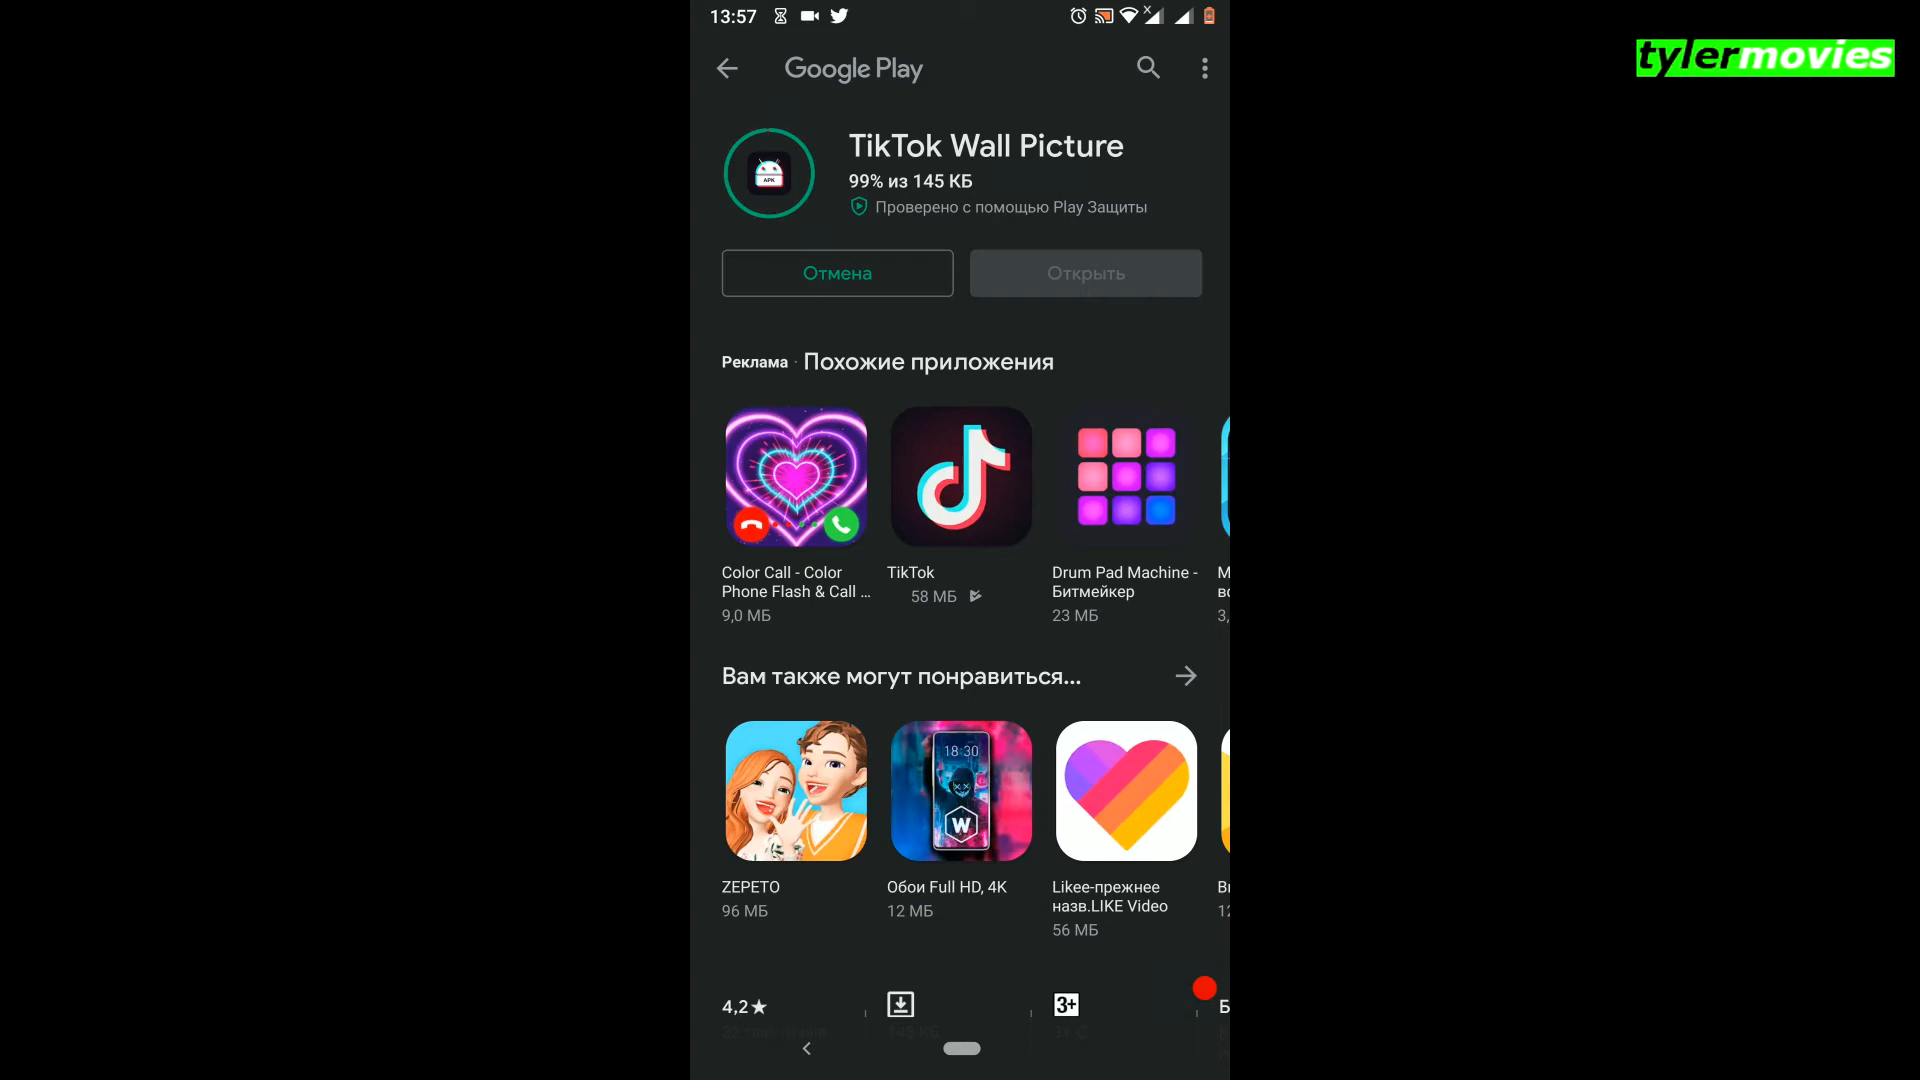 13:57
tylermovies
Google Play
TikTok Wall Picture
99% из 145 КБ
АРК
Проверено с помощью Play Защиты
Отмена
Открыть
Реклама · Похожие приложения
Color Call - Color
Phone Flash & Call ...
9,0 МБ
TikTok
58 МБ
Drum Pad Machine -
Битмейкер
23 МБ
Вам также могут понравиться...
18:30
W
ZEPETO
96 МБ
Обои Full HD, 4K
12 МБ
Likee-прежнее
назв.LIKE Video
56 МБ
4,2★
3+
145 КБ